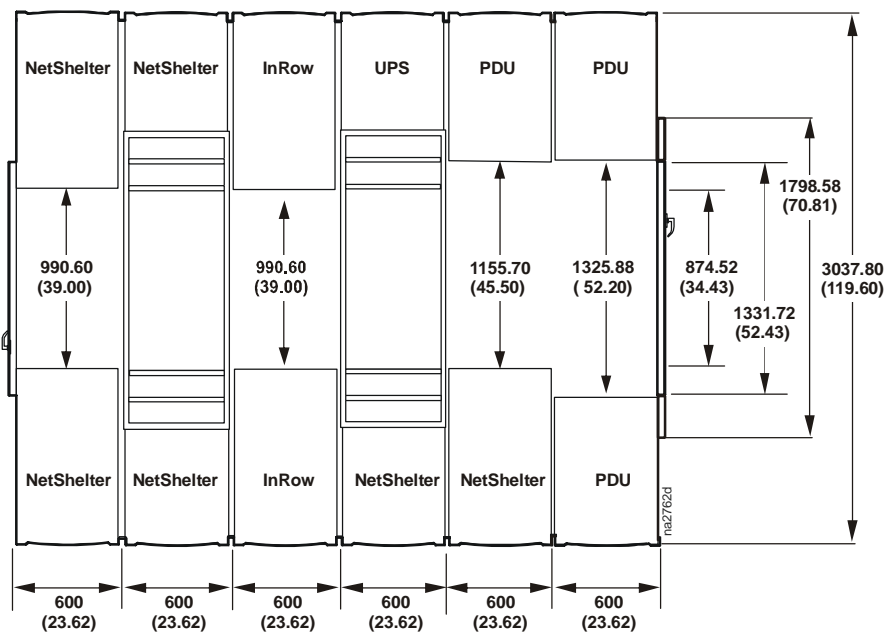 NetShelter NetShelter InRow UPS PDU PDU
1798.58
(70.81)
990.60 990.60 1155.70 1325.88 874.52 3037.80
(39.00) (39.00) (45.50) ( 52.20) (34.43) (119.60)
1331.72
(52.43)
NetShelter NetShelter InRow NetShelter NetShelter PDU
na2762d
600 600 600 600 600 600
(23.62) (23.62) (23.62) (23.62) (23.62) (23.62)